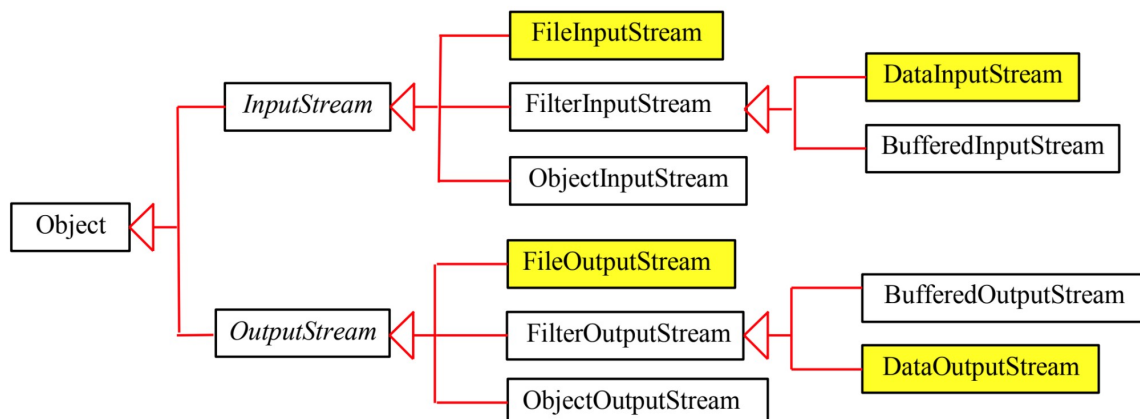 FileInputStream
DataInputStream
InputStream
FilterInputStream
BufferedInputStream
ObjectInputStream
Object
FileOutputStream
BufferedOutputStream
OutputStream
FilterOutputStream
DataOutputStream
ObjectOutputStream